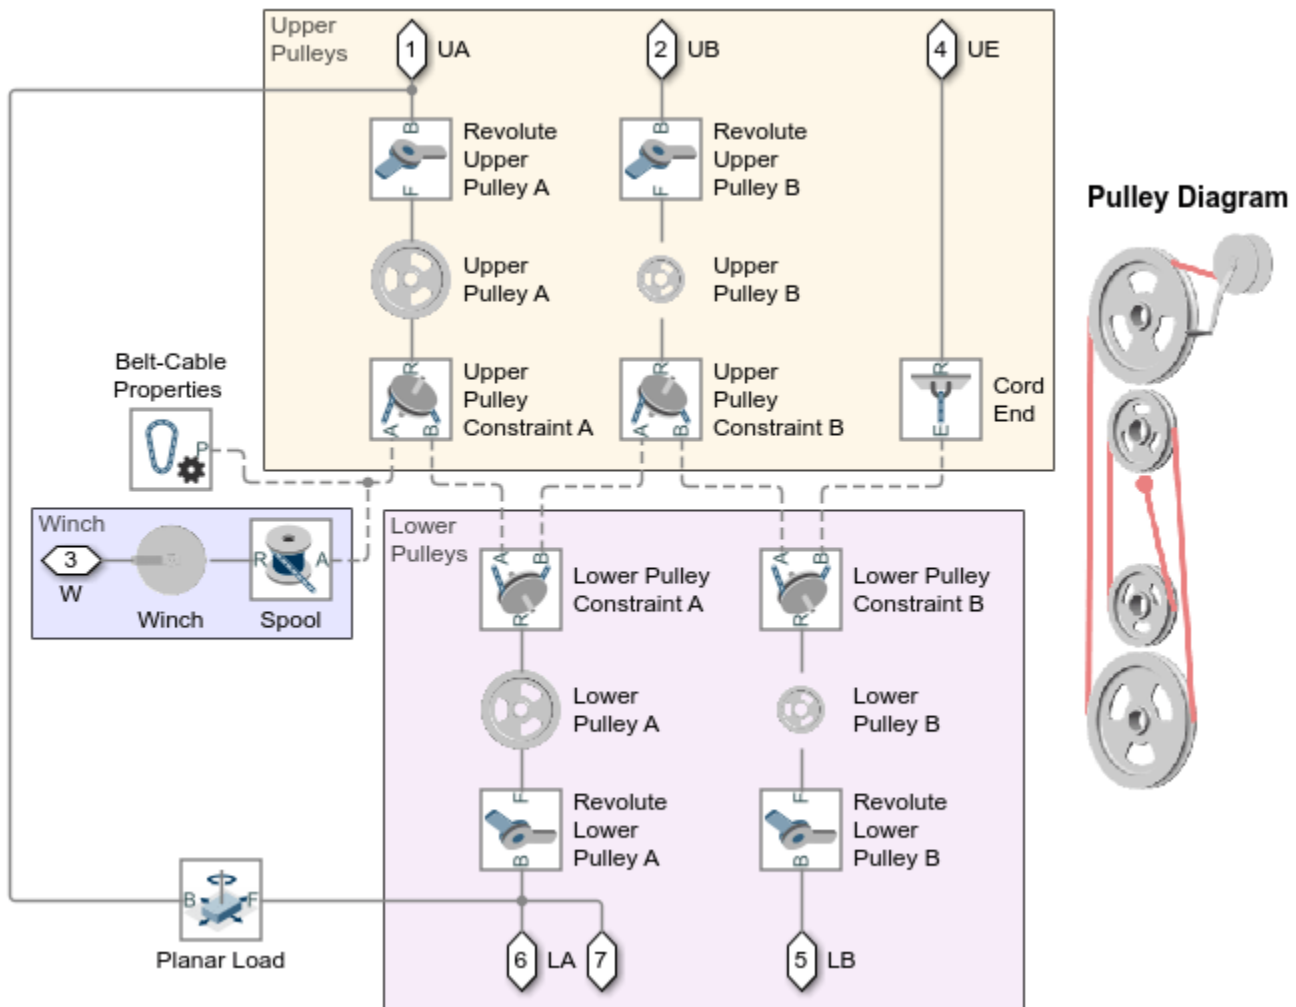 Upper
Pulleys
1 UA
2 UB
4 UE
B
Revolute
Upper
Pulley A
F
B
Revolute
Upper
Pulley B
F
Pulley Diagram
Upper
Pulley A
Upper
Pulley B
Belt-Cable
Properties
P
R
Upper
Pulley
Constraint A
A B
R
Upper
Pulley
Constraint B
A B
R
Cord
End
E
Winch
3
W
Winch
R A
Spool
Lower
Pulleys
A B
Lower Pulley
Constraint A
R
A B
Lower Pulley
Constraint B
R
Lower
Pulley A
Lower
Pulley B
F
Revolute
Lower
Pulley A
B
F
Revolute
Lower
Pulley B
B
B F
Planar Load
6 LA 7
5 LB